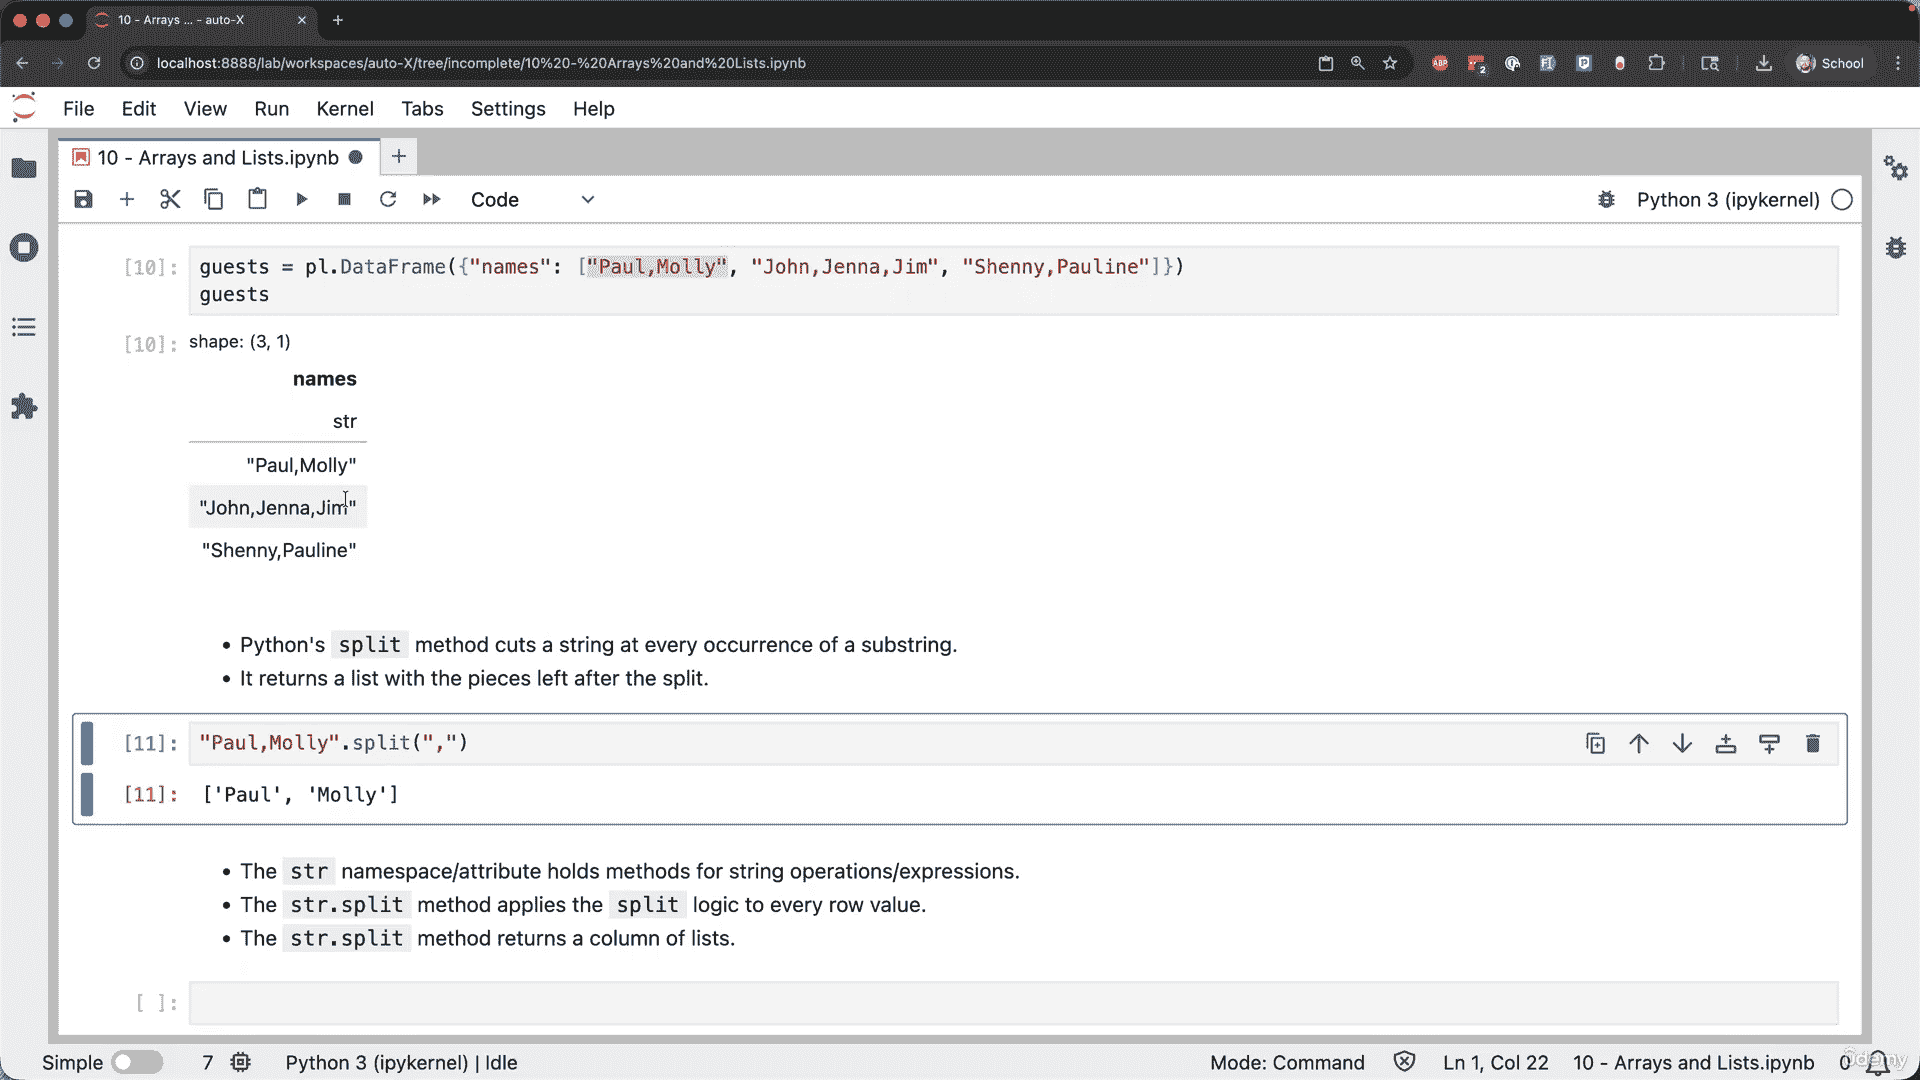 10 - Arrays ... - auto-X
localhost:8888/lab/workspaces/auto-X/tree/incomplete/10%20-%20Arrays%20and%20Lists.ipynb
ABP
2
School
File Edit View Run Kernel Tabs Settings Help
10 - Arrays and Lists.ipynb
Code
Python 3 (ipykernel)
[10]: guests = pl.DataFrame({"names": ["Paul,Molly", "John,Jenna,Jim", "Shenny,Pauline"]})
guests
[10]: shape: (3, 1)
names
str
"Paul,Molly"
"John,Jenna,Jim"
"Shenny,Pauline"
• Python's split method cuts a string at every occurrence of a substring.
• It returns a list with the pieces left after the split.
[11]: "Paul,Molly".split(",")
[11]: ['Paul', 'Molly']
• The str namespace/attribute holds methods for string operations/expressions.
• The str.split method applies the split logic to every row value.
• The str.split method returns a column of lists.
[ ]:
Simple 7 Python 3 (ipykernel) | Idle Mode: Command Ln 1, Col 22 10 - Arrays and Lists.ipynb 0
udemy